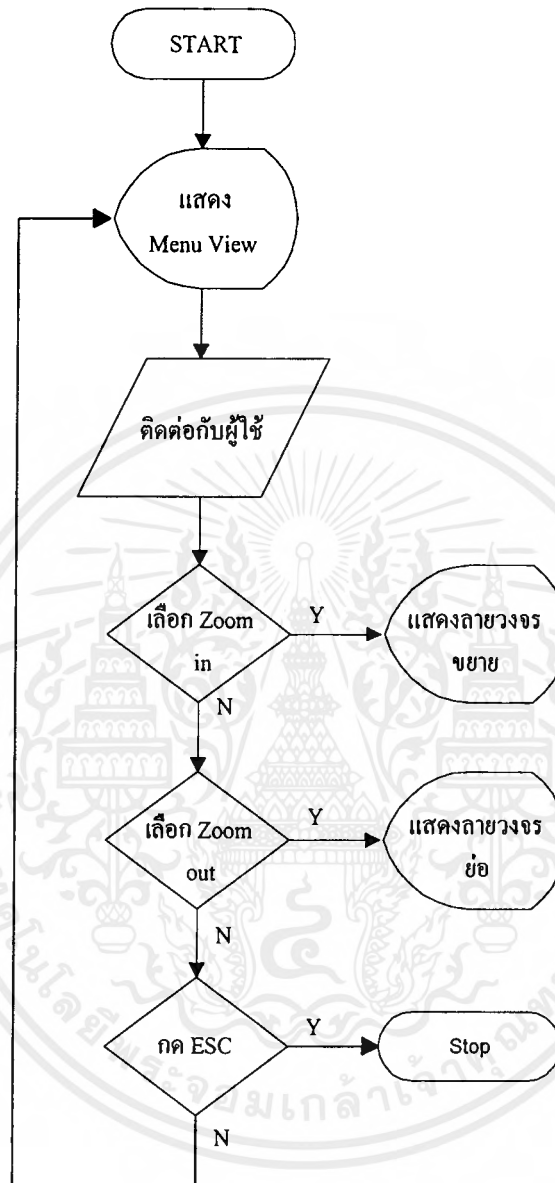 START
แสดง
Menu View
ติดต่อกับผู้ใช้
เลือก Zoom
in
Y
แสดงลายวงจร
ขยาย
N
เลือก Zoom
out
Y
แสดงลายวงจร
ย่อ
N
กด ESC
Y
Stop
N